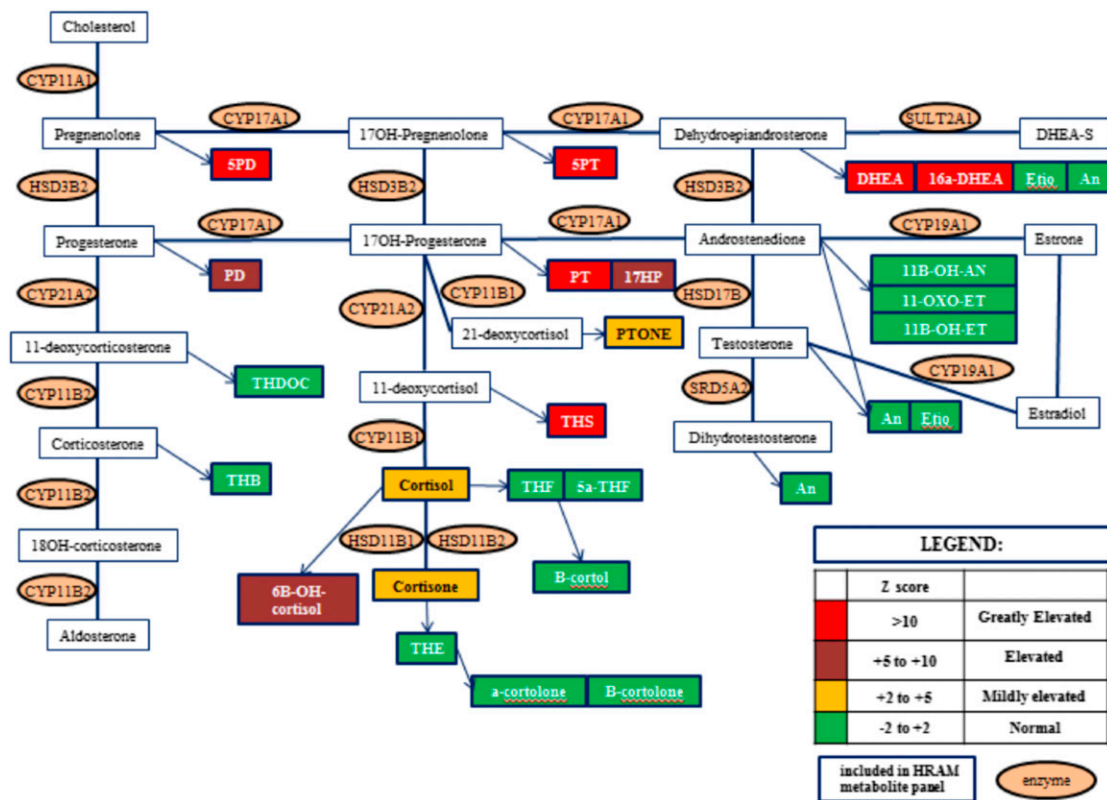 Cholesterol
CYP11A1
CYP17A1
CYP17A1
SULT2A1
Pregnenolone
17OH-Pregnenolone
Dehydroepiandrosterone
DHEA-S
5PD
5PT
DHEA
16a-DHEA
Etio
An
HSD3B2
HSD3B2
HSD3B2
CYP17A1
CYP17A1
CYP19A1
Progesterone
17OH-Progesterone
Androstenedione
Estrone
PD
PT
17HP
11B-OH-AN
11-OXO-ET
11B-OH-ET
CYP21A2
CYP21A2
CYP11B1
HSD17B
21-deoxycortisol
PTONE
11-deoxycorticosterone
Testosterone
THDOC
11-deoxycortisol
SRD5A2
CYP19A1
CYP11B2
THS
An
Etio
Estradiol
Corticosterone
CYP11B1
Dihydrotestosterone
THB
Cortisol
THF
5a-THF
An
CYP11B2
HSD11B1
HSD11B2
18OH-corticosterone
B-cortol
6B-OH-
cortisol
Cortisone
CYP11B2
Aldosterone
THE
a-cortolone
B-cortolone
LEGEND:
Z score
>10
Greatly Elevated
+5 to +10
Elevated
+2 to +5
Mildly elevated
-2 to +2
Normal
included in HRAM
metabolite panel
enzyme